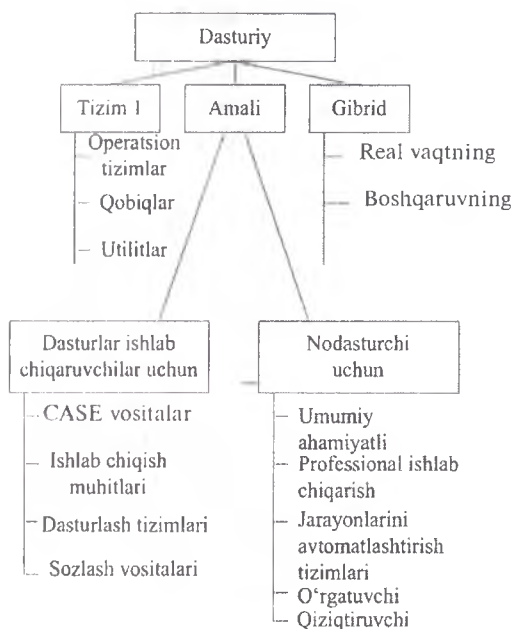 Dasturiy
Tizim 1
Amali
Gibrid
Operatsion
tizimlar
Qobiqlar
Utilitlar
Real vaqtning
Boshqaruvning
Dasturlar ishlab
chiqaruvchilar uchun
CASE vositalar
Ishlab chiqish
muhitlari
Dasturlash tizimlari
Sozlash vositalari
Nodasturchi
uchun
Umumiy
ahamiyatli
Professional ishlab
chiqarish
Jarayonlarini
avtomatlashtirish
tizimlari
O‘rgatuvchi
Qiziqtiruvchi